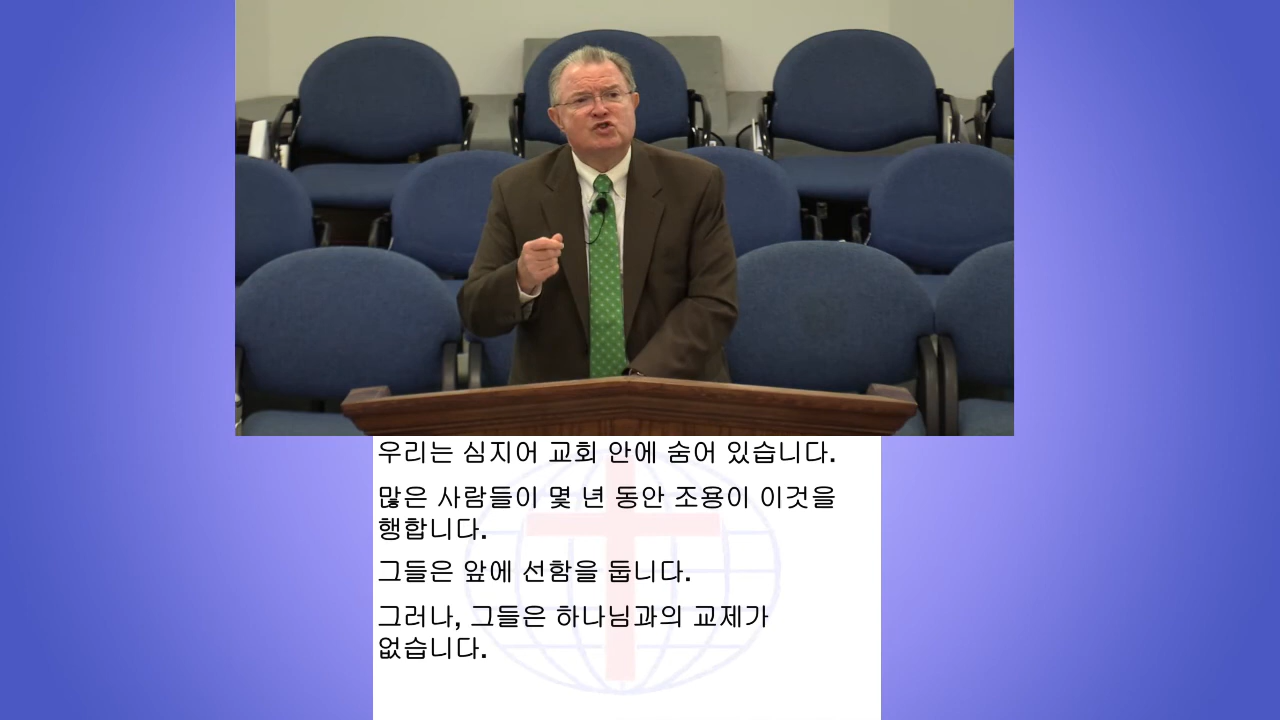 우리는 심지어 교회 안에 숨어 있습니다.
많은 사람들이 몇 년 동안 조용이 이것을
행합니다.
그들은 앞에 선함을 둡니다.
그러나, 그들은 하나님과의 교제가
없습니다.